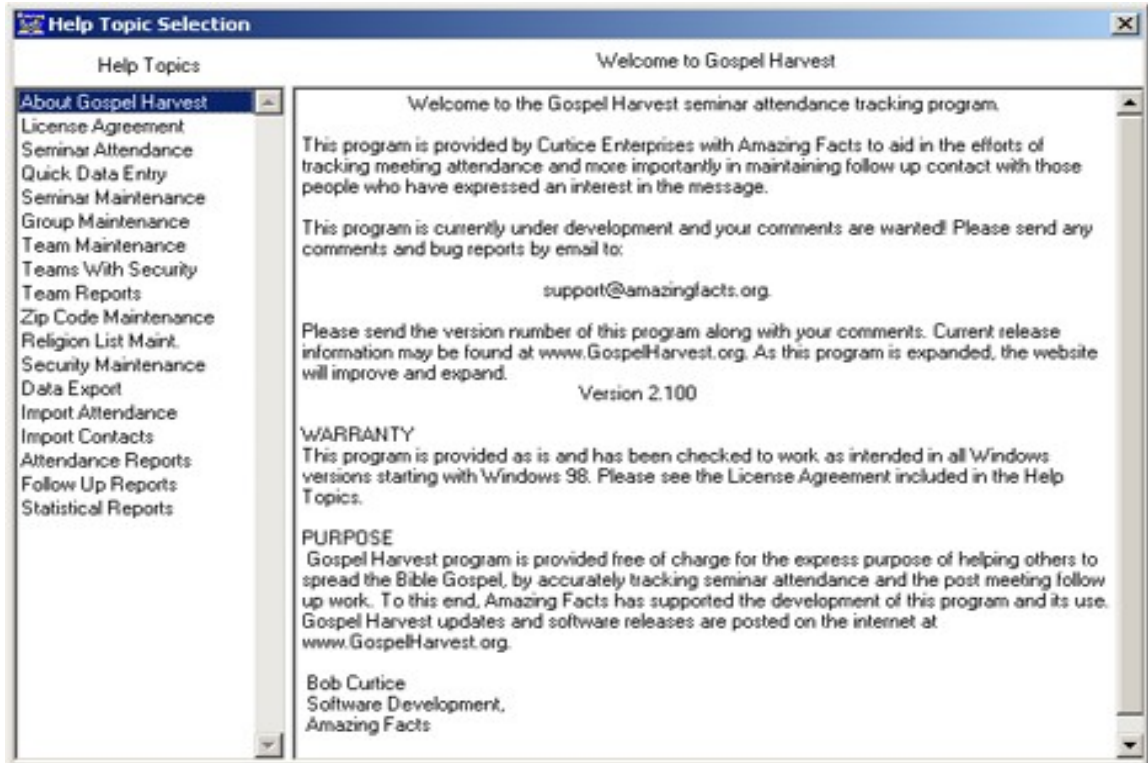 Help Topic Selection
Help Topics
Welcome to Gospel Harvest
About Gospel Harvest
License Agreement
Seminar Attendance
Quick Data Entry
Seminar Maintenance
Group Maintenance
Team Maintenance
Teams With Security
Team Reports
Zip Code Maintenance
Religion List Maint.
Security Maintenance
Data Export
Import Attendance
Import Contacts
Attendance Reports
Follow Up Reports
Statistical Reports
Welcome to the Gospel Harvest seminar attendance tracking program.
This program is provided by Curtice Enterprises with Amazing Facts to aid in the efforts of
tracking meeting attendance and more importantly in maintaining follow up contact with those
people who have expressed an interest in the message.
This program is currently under development and your comments are wanted! Please send any
comments and bug reports by email to:
support@amazingfacts.org.
Please send the version number of this program along with your comments. Current release
information may be found at www.GospelHarvest.org. As this program is expanded, the website
will improve and expand.
Version 2.100
WARRANTY
This program is provided as is and has been checked to work as intended in all Windows
versions starting with Windows 98. Please see the License Agreement included in the Help
Topics.
PURPOSE
Gospel Harvest program is provided free of charge for the express purpose of helping others to
spread the Bible Gospel, by accurately tracking seminar attendance and the post meeting follow
up work. To this end, Amazing Facts has supported the development of this program and its use.
Gospel Harvest updates and software releases are posted on the internet at
www.GospelHarvest.org.
Bob Curtice
Software Development,
Amazing Facts